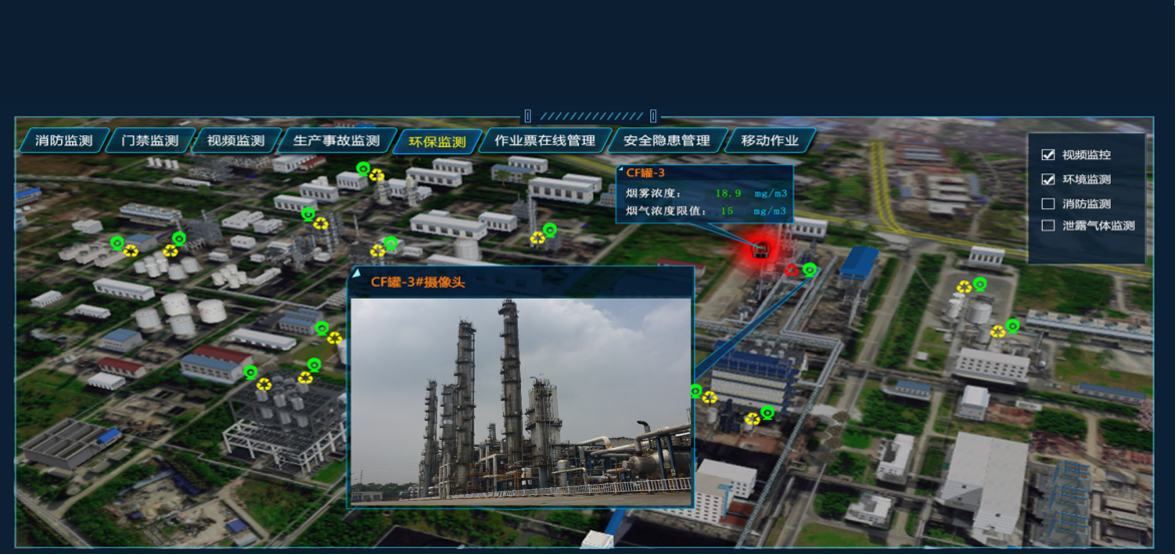 消防监测 门禁监测 视频监测 生产事故监测 环保监测 作业票在线管理 安全隐患管理 移动作业
视频监控
环境监测
消防监测
泄露气体监测
CF罐-3
烟雾浓度： 18.9 mg/m3
烟气浓度限值： 15 mg/m3
CF罐-3#摄像头